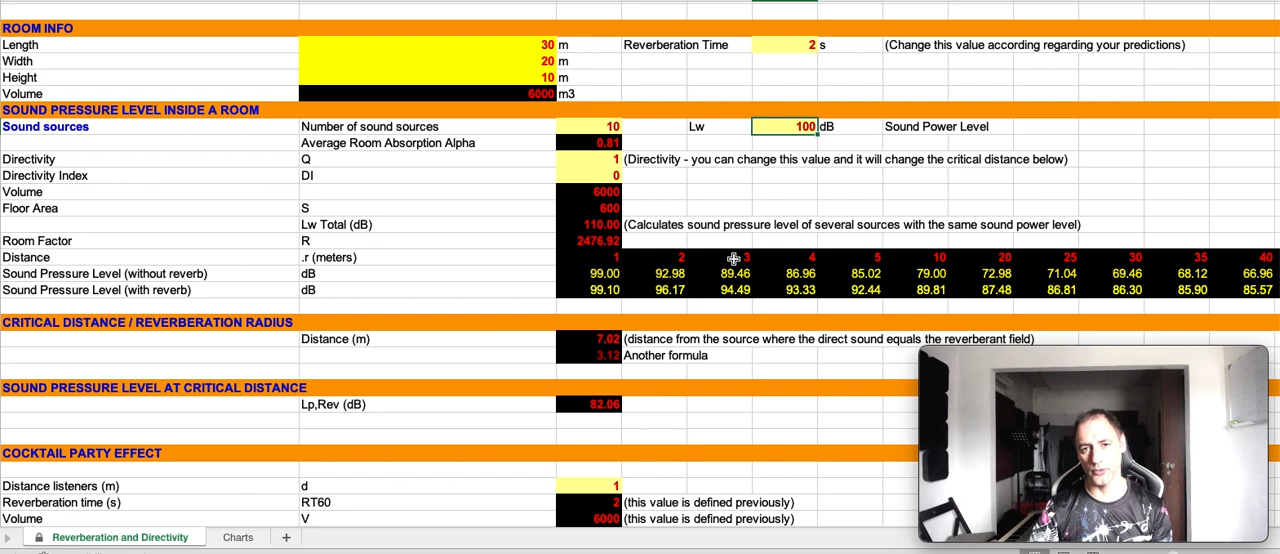 ROOM INFO
Length 30 m Reverberation Time 2 s (Change this value according regarding your predictions)
Width 20 m
Height 10 m
Volume 6000 m3
SOUND PRESSURE LEVEL INSIDE A ROOM
Sound sources Number of sound sources 10 Lw 100 dB Sound Power Level
Average Room Absorption Alpha 0.81
Directivity Q 1 (Directivity - you can change this value and it will change the critical distance below)
Directivity Index DI 0
Volume 6000
Floor Area S 600
Lw Total (dB) 110.00 (Calculates sound pressure level of several sources with the same sound power level)
Room Factor R 2476.92
Distance .r (meters) 1 2 3 4 5 10 20 25 30 35 40
Sound Pressure Level (without reverb) dB 99.00 92.98 89.46 86.96 85.02 79.00 72.98 71.04 69.46 68.12 66.96
Sound Pressure Level (with reverb) dB 99.10 96.17 94.49 93.33 92.44 89.81 87.48 86.81 86.30 85.90 85.57
CRITICAL DISTANCE / REVERBERATION RADIUS
Distance (m) 7.02 (distance from the source where the direct sound equals the reverberant field)
3.12 Another formula
SOUND PRESSURE LEVEL AT CRITICAL DISTANCE
Lp,Rev (dB) 82.06
COCKTAIL PARTY EFFECT
Distance listeners (m) d 1
Reverberation time (s) RT60 2 (this value is defined previously)
Volume V 6000 (this value is defined previously)
Reverberation and Directivity Charts +